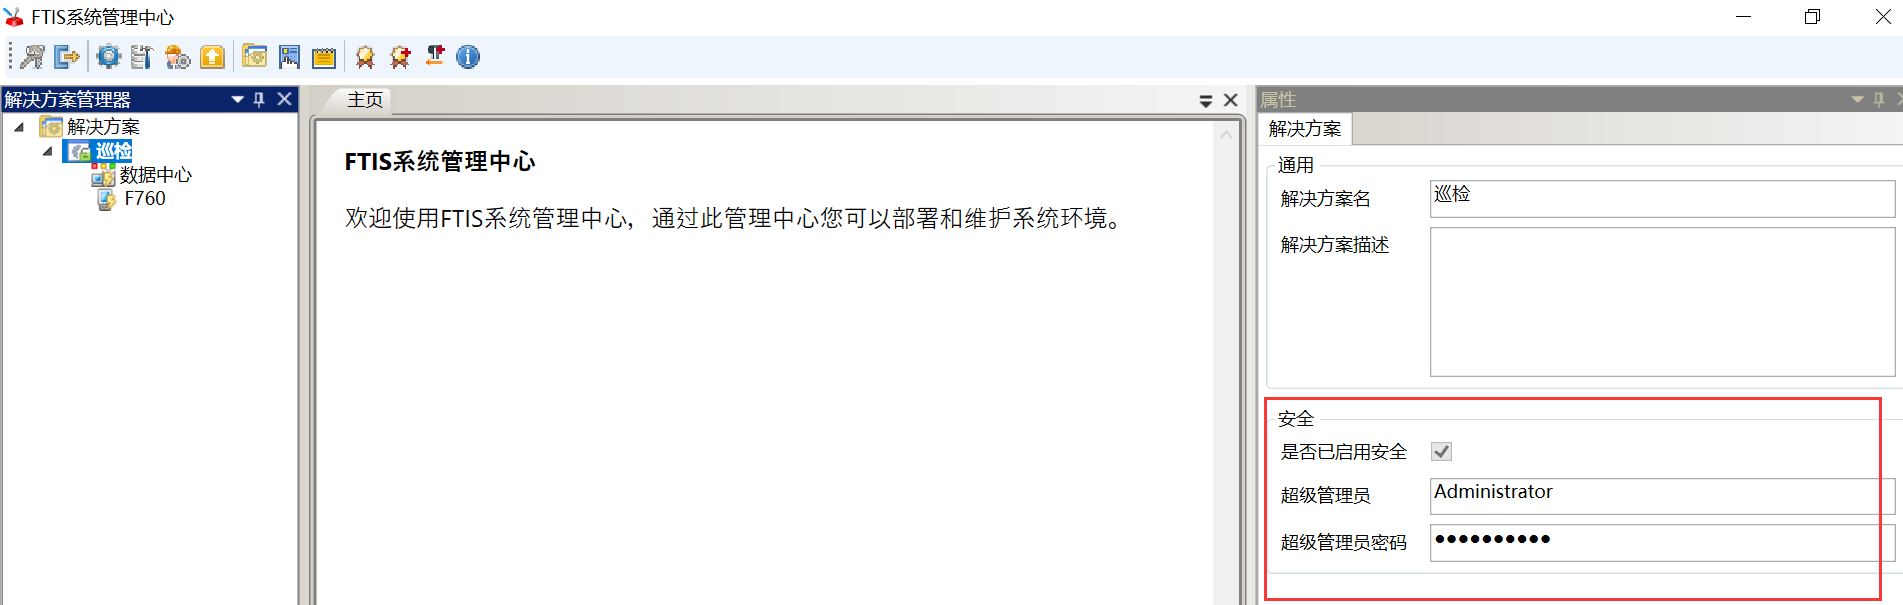 FTIS系统管理中心
解决方案管理器
解决方案
巡检
数据中心
F760
主页
FTIS系统管理中心
欢迎使用FTIS系统管理中心，通过此管理中心您可以部署和维护系统环境。
属性
解决方案
通用
解决方案名
巡检
解决方案描述
安全
是否已启用安全
超级管理员
Administrator
超级管理员密码
●●●●●●●●●●